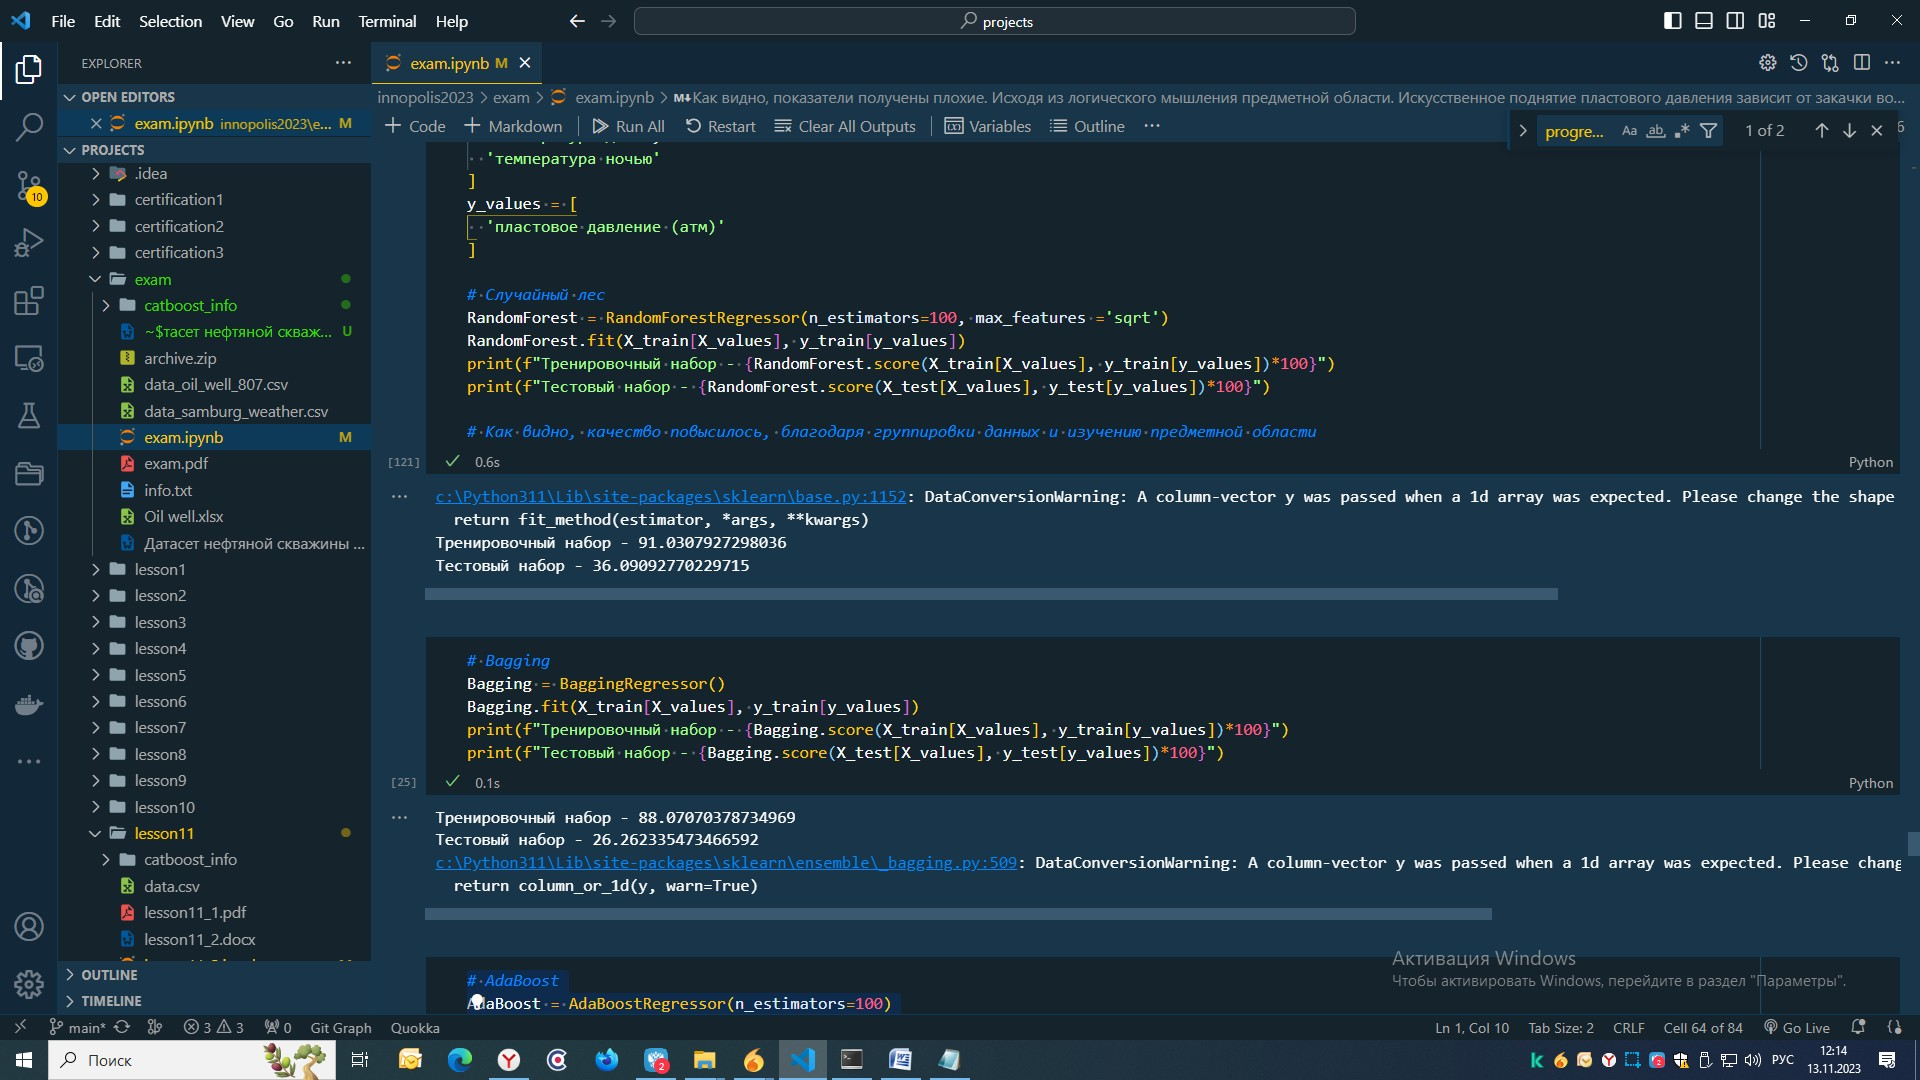 File Edit Selection View Go Run Terminal Help
projects
EXPLORER
exam.ipynb M
OPEN EDITORS
exam.ipynb innopolis2023\e... M
innopolis2023 > exam > exam.ipynb > M↓Как видно, показатели получены плохие. Исходя из логического мышления предметной области. Искусственное поднятие пластового давления зависит от закачки во...
Code Markdown Run All Restart Clear All Outputs Variables Outline ...
progre... Aa ab 1 of 2
PROJECTS
.idea
certification1
certification2
certification3
exam
catboost_info
~$тасет нефтяной скваж... U
archive.zip
data_oil_well_807.csv
data_samburg_weather.csv
exam.ipynb M
exam.pdf
info.txt
Oil well.xlsx
Датасет нефтяной скважины ...
lesson1
lesson2
lesson3
lesson4
lesson5
lesson6
lesson7
lesson8
lesson9
lesson10
lesson11
catboost_info
data.csv
lesson11_1.pdf
lesson11_2.docx
OUTLINE
TIMELINE
10
'температура ночью'
]
y_values = [
'пластовое давление (атм)'
]
# Случайный лес
RandomForest = RandomForestRegressor(n_estimators=100, max_features ='sqrt')
RandomForest.fit(X_train[X_values], y_train[y_values])
print(f"Тренировочный набор - {RandomForest.score(X_train[X_values], y_train[y_values])*100}")
print(f"Тестовый набор - {RandomForest.score(X_test[X_values], y_test[y_values])*100}")
# Как видно, качество повысилось, благодаря группировки данных и изучению предметной области
[121] 0.6s Python
c:\Python311\Lib\site-packages\sklearn\base.py:1152: DataConversionWarning: A column-vector y was passed when a 1d array was expected. Please change the shape
return fit_method(estimator, *args, **kwargs)
Тренировочный набор - 91.0307927298036
Тестовый набор - 36.09092770229715
# Bagging
Bagging = BaggingRegressor()
Bagging.fit(X_train[X_values], y_train[y_values])
print(f"Тренировочный набор - {Bagging.score(X_train[X_values], y_train[y_values])*100}")
print(f"Тестовый набор - {Bagging.score(X_test[X_values], y_test[y_values])*100}")
[25] 0.1s Python
Тренировочный набор - 88.07070378734969
Тестовый набор - 26.262335473466592
c:\Python311\Lib\site-packages\sklearn\ensemble\_bagging.py:509: DataConversionWarning: A column-vector y was passed when a 1d array was expected. Please chang
return column_or_1d(y, warn=True)
# AdaBoost
AdaBoost = AdaBoostRegressor(n_estimators=100)
Активация Windows
Чтобы активировать Windows, перейдите в раздел "Параметры".
main* 3 3 0 Git Graph Quokka
Ln 1, Col 10 Tab Size: 2 CRLF Cell 64 of 84 Go Live
Поиск
РУС
12:14
13.11.2023